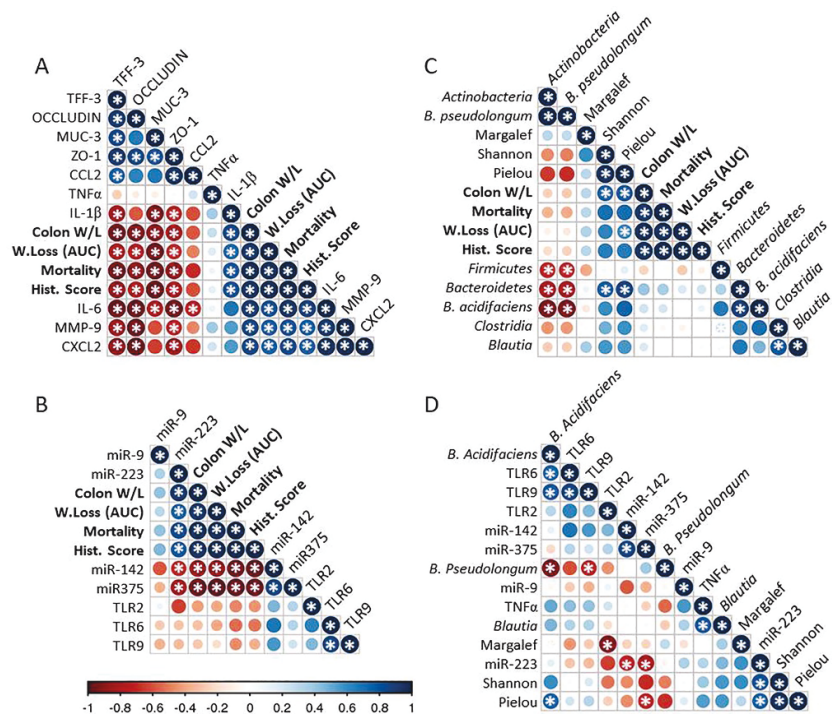 A
TFF-3
OCCLUDIN
MUC-3
ZO-1
CCL2
TNFα
IL-1β
Colon W/L
W.Loss (AUC)
Mortality
Hist. Score
IL-6
MMP-9
CXCL2
TFF-3
OCCLUDIN
MUC-3
ZO-1
CCL2
TNFα
IL-1β
Colon W/L
W.Loss (AUC)
Mortality
Hist. Score
IL-6
MMP-9
CXCL2
C
Actinobacteria
B. pseudolongum
Margalef
Shannon
Pielou
Colon W/L
Mortality
W.Loss (AUC)
Hist. Score
Firmicutes
Bacteroidetes
B. acidifaciens
Clostridia
Blautia
Actinobacteria
B. pseudolongum
Margalef
Shannon
Pielou
Colon W/L
Mortality
W.Loss (AUC)
Hist. Score
Firmicutes
Bacteroidetes
B. acidifaciens
Clostridia
Blautia
B
miR-9
miR-223
Colon W/L
W.Loss (AUC)
Mortality
Hist. Score
miR-142
miR375
TLR2
TLR6
TLR9
miR-9
miR-223
Colon W/L
W.Loss (AUC)
Mortality
Hist. Score
miR-142
miR375
TLR2
TLR6
TLR9
D
B. Acidifaciens
TLR6
TLR9
TLR2
miR-142
miR-375
B. Pseudolongum
miR-9
TNFα
Blautia
Margalef
miR-223
Shannon
Pielou
B. Acidifaciens
TLR6
TLR9
TLR2
miR-142
miR-375
B. Pseudolongum
miR-9
TNFα
Blautia
Margalef
miR-223
Shannon
Pielou
-1 -0.8 -0.6 -0.4 -0.2 0 0.2 0.4 0.6 0.8 1